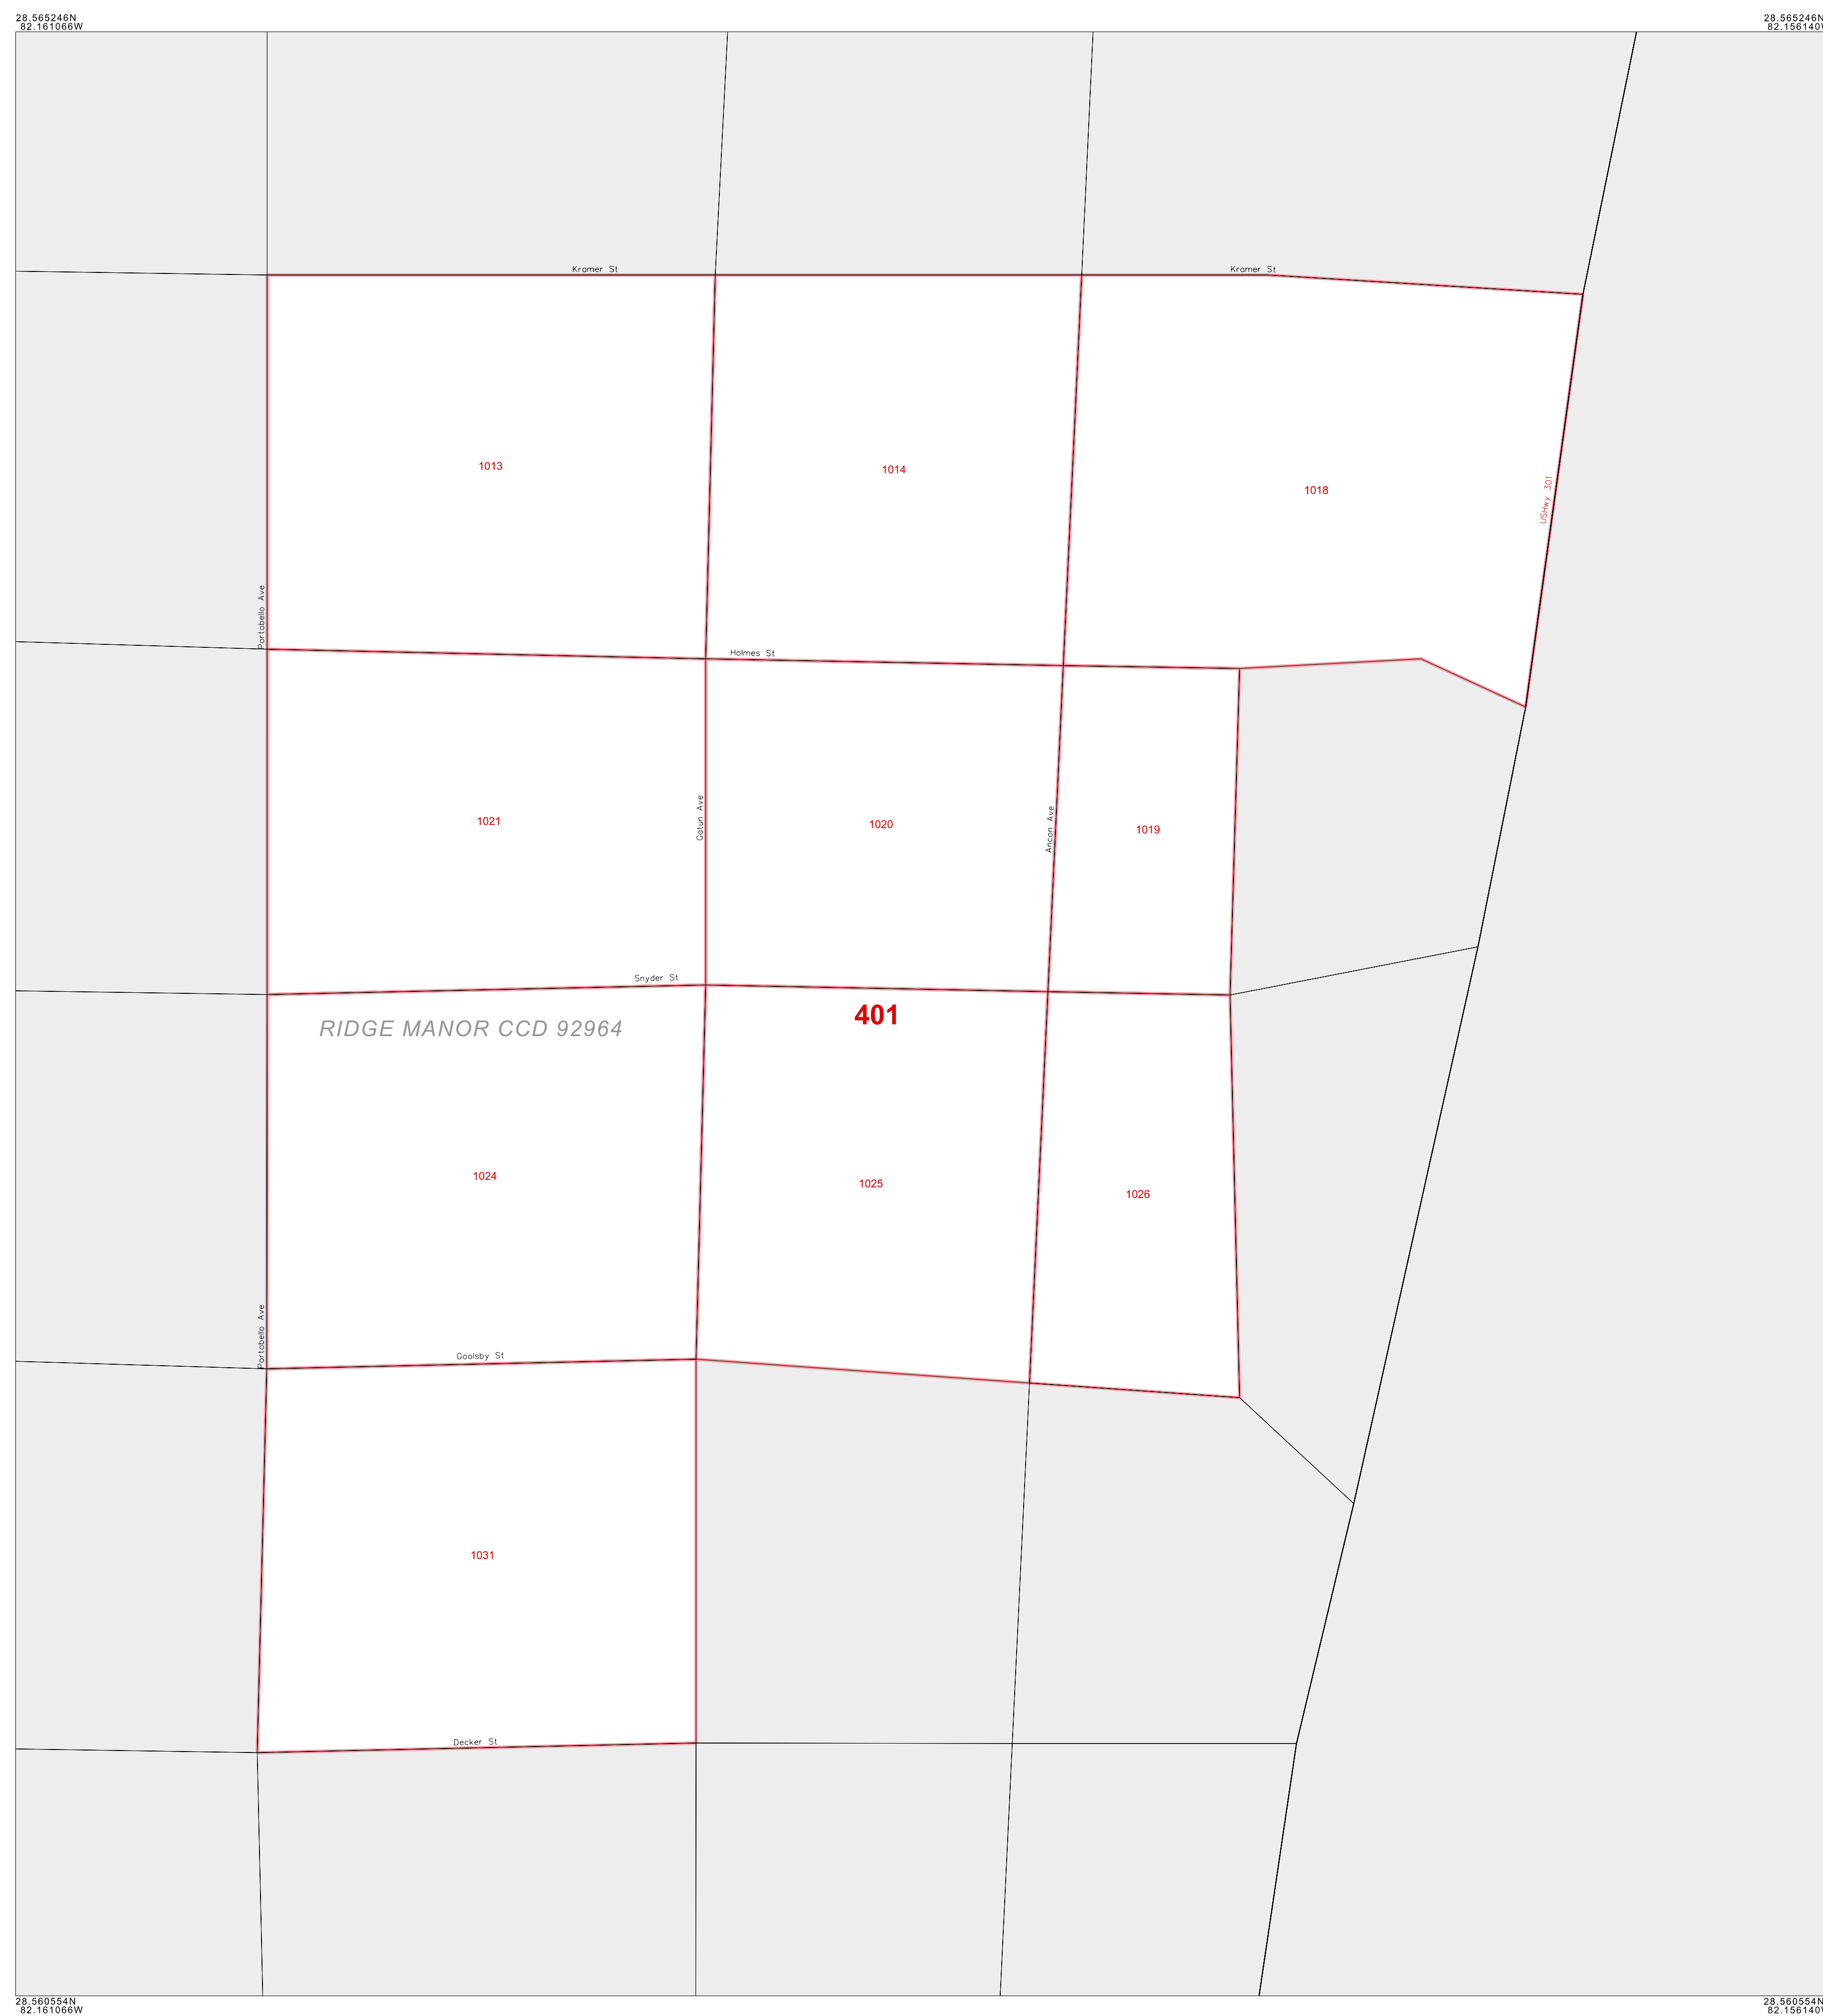 28.565246N
82.161066W
28.565246N
82.156140W
Kramer St
Kramer St
1013
1014
1018
USHwy 301
Portobello Ave
Holmes St
1021
Gatun Ave
1020
Ancon Ave
1019
Snyder St
401
RIDGE MANOR CCD 92964
1024
1025
1026
Portobello Ave
Goolsby St
1031
Decker St
28.560554N
82.161066W
28.560554N
82.156140W